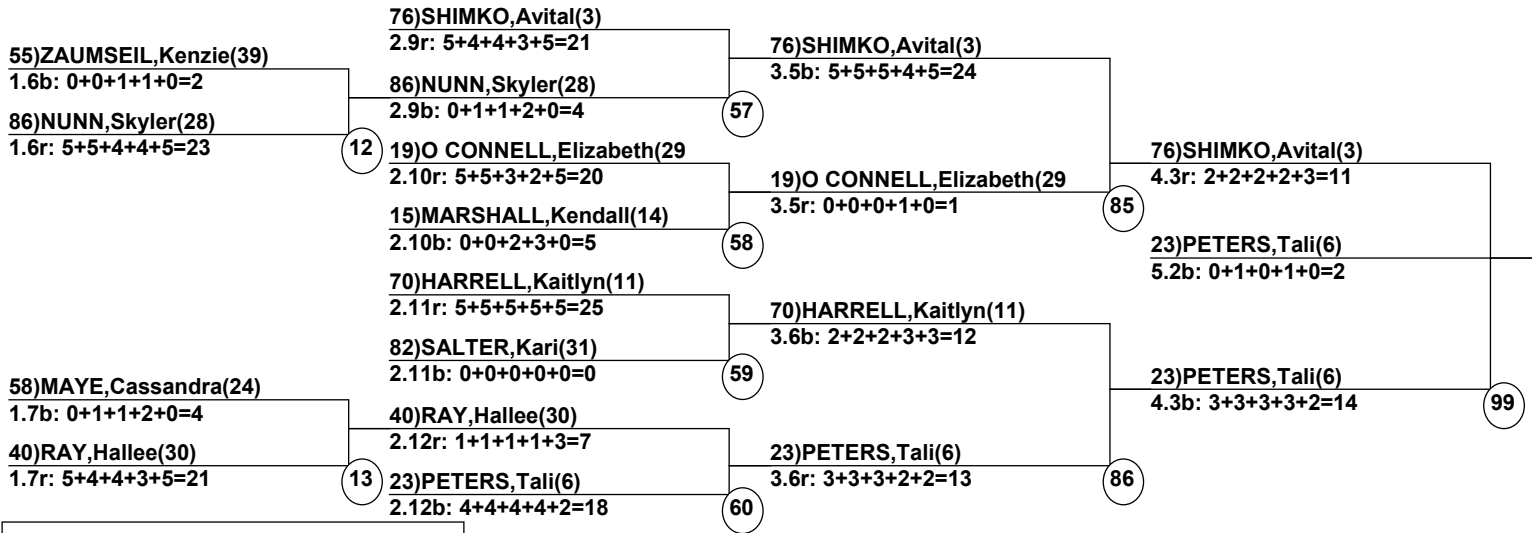 55)ZAUMSEIL,Kenzie(39)
1.6b: 0+0+1+1+0=2
86)NUNN,Skyler(28)
1.6r: 5+5+4+4+5=23
12
58)MAYE,Cassandra(24)
1.7b: 0+1+1+2+0=4
40)RAY,Hallee(30)
1.7r: 5+4+4+3+5=21
13
76)SHIMKO,Avital(3)
2.9r: 5+4+4+3+5=21
86)NUNN,Skyler(28)
2.9b: 0+1+1+2+0=4
57
19)O CONNELL,Elizabeth(29
2.10r: 5+5+3+2+5=20
15)MARSHALL,Kendall(14)
2.10b: 0+0+2+3+0=5
58
70)HARRELL,Kaitlyn(11)
2.11r: 5+5+5+5+5=25
82)SALTER,Kari(31)
2.11b: 0+0+0+0+0=0
59
40)RAY,Hallee(30)
2.12r: 1+1+1+1+3=7
23)PETERS,Tali(6)
2.12b: 4+4+4+4+2=18
60
76)SHIMKO,Avital(3)
3.5b: 5+5+5+4+5=24
19)O CONNELL,Elizabeth(29
3.5r: 0+0+0+1+0=1
85
70)HARRELL,Kaitlyn(11)
3.6b: 2+2+2+3+3=12
23)PETERS,Tali(6)
3.6r: 3+3+3+2+2=13
86
76)SHIMKO,Avital(3)
4.3r: 2+2+2+2+3=11
23)PETERS,Tali(6)
5.2b: 0+1+0+1+0=2
23)PETERS,Tali(6)
4.3b: 3+3+3+3+2=14
99